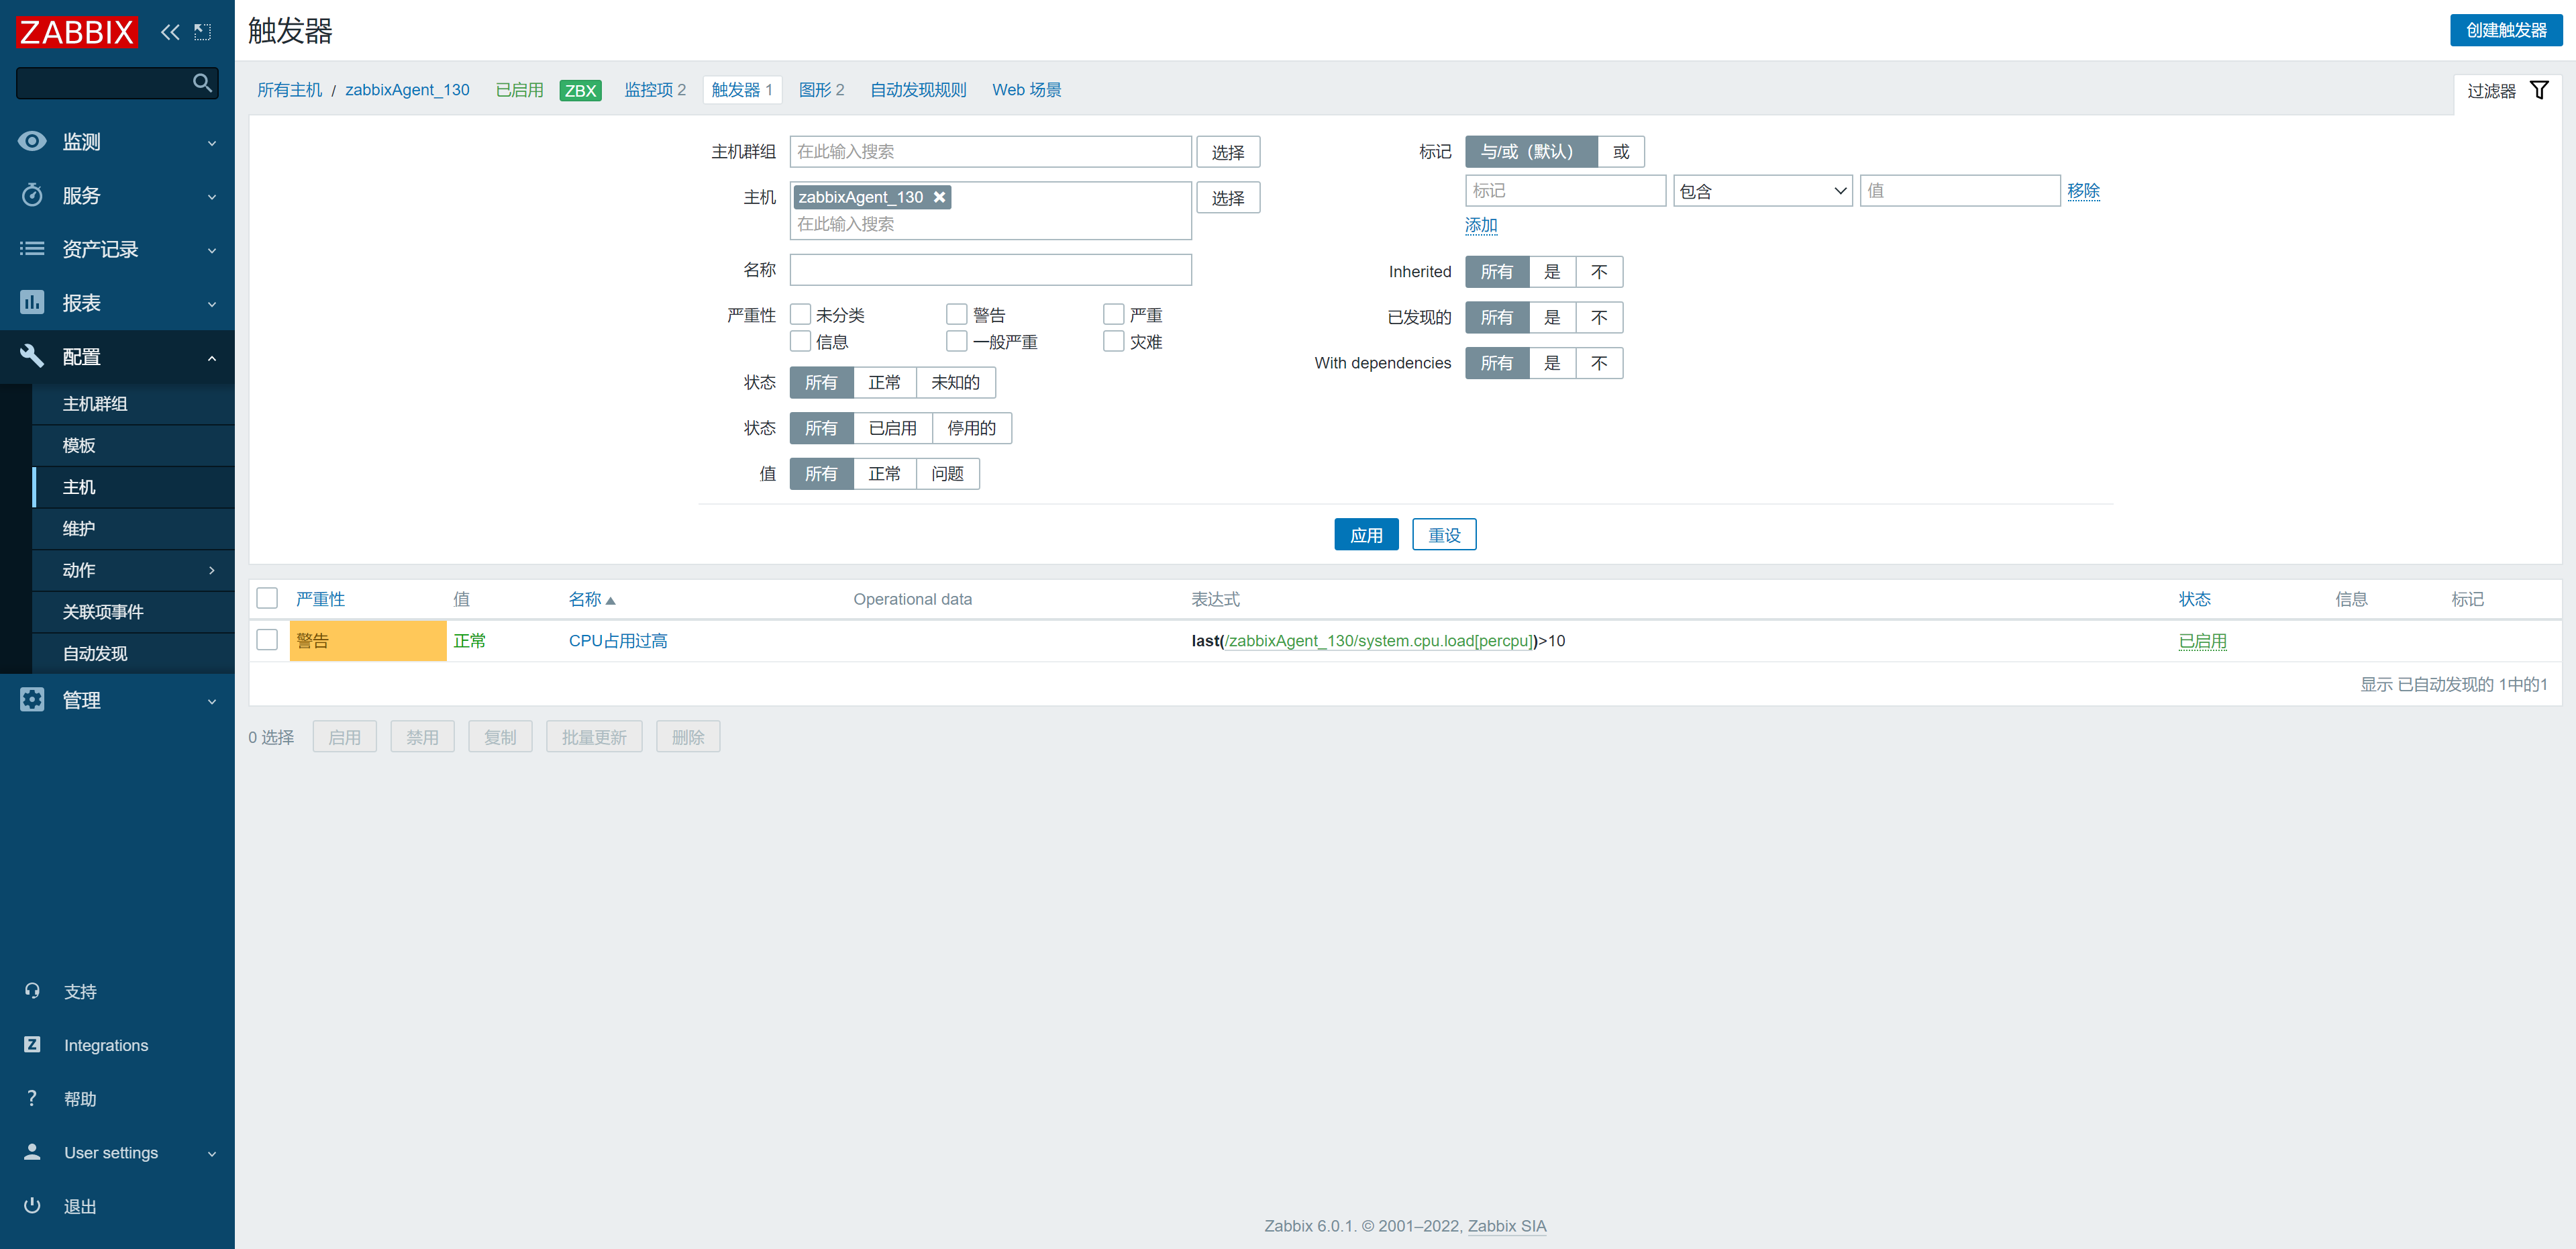 ZABBIX
监测
服务
资产记录
报表
配置
主机群组
模板
主机
维护
动作
关联项事件
自动发现
管理
支持
Integrations
帮助
User settings
退出
触发器
创建触发器
所有主机 / zabbixAgent_130 已启用 ZBX 监控项 2 触发器 1 图形 2 自动发现规则 Web 场景
过滤器
主机群组 在此输入搜索 选择
主机 zabbixAgent_130 选择
在此输入搜索
名称
严重性 未分类 警告 严重
信息 一般严重 灾难
状态 所有 正常 未知的
状态 所有 已启用 停用的
值 所有 正常 问题
标记 与/或（默认） 或
标记 包含 值 移除
添加
Inherited 所有 是 不
已发现的 所有 是 不
With dependencies 所有 是 不
应用 重设
严重性 值 名称 Operational data 表达式 状态 信息 标记
警告 正常 CPU占用过高 last(/zabbixAgent_130/system.cpu.load[percpu])>10 已启用
显示 已自动发现的 1中的1
0 选择 启用 禁用 复制 批量更新 删除
Zabbix 6.0.1. © 2001–2022, Zabbix SIA